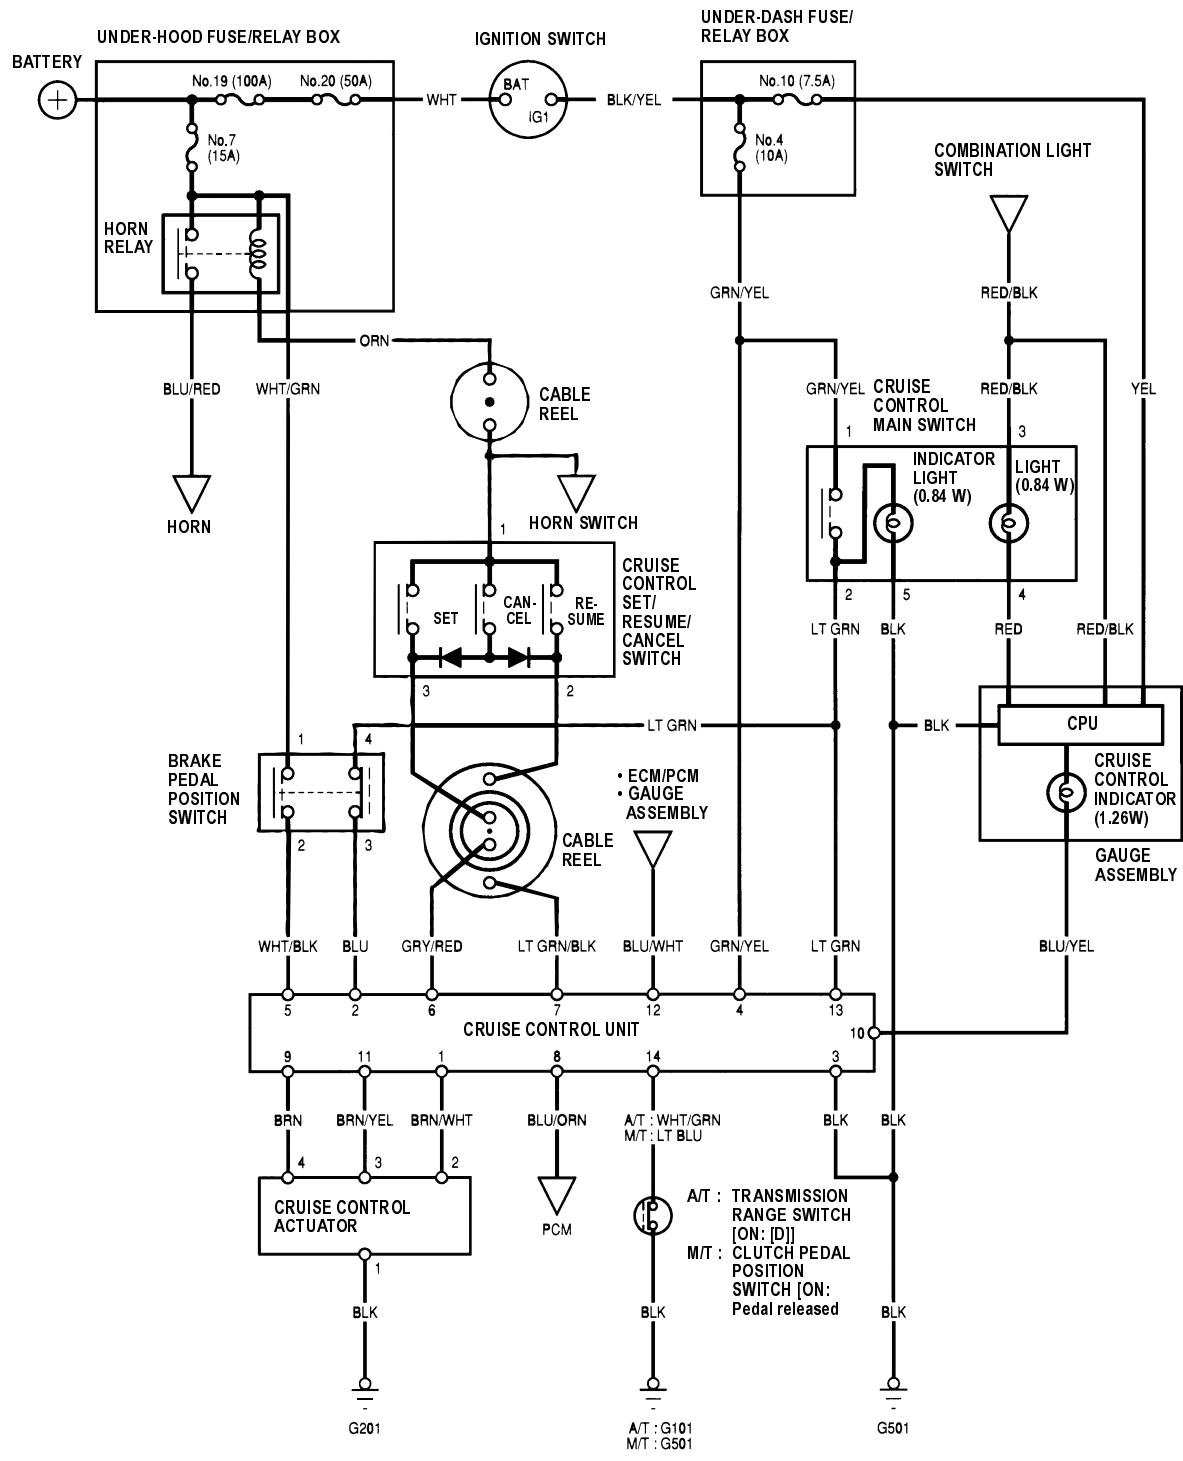 UNDER-HOOD FUSE/RELAY BOX
BATTERY
No.19 (100A)
No.20 (50A)
No.7
(15A)
HORN
RELAY
WHT
IGNITION SWITCH
BAT
IG1
BLK/YEL
UNDER-DASH FUSE/
RELAY BOX
No.10 (7.5A)
No.4
(10A)
COMBINATION LIGHT
SWITCH
GRN/YEL
RED/BLK
ORN
BLU/RED
WHT/GRN
CABLE
REEL
GRN/YEL
CRUISE
CONTROL
MAIN SWITCH
RED/BLK
YEL
1
3
INDICATOR
LIGHT
(0.84 W)
LIGHT
(0.84 W)
HORN
HORN SWITCH
1
SET
CAN-
CEL
RE-
SUME
CRUISE
CONTROL
SET/
RESUME/
CANCEL
SWITCH
3
2
2
5
4
LT GRN
BLK
RED
RED/BLK
LT GRN
BLK
CPU
CRUISE
CONTROL
INDICATOR
(1.26W)
GAUGE
ASSEMBLY
BRAKE
PEDAL
POSITION
SWITCH
1
4
2
3
• ECM/PCM
• GAUGE
ASSEMBLY
CABLE
REEL
WHT/BLK
BLU
GRY/RED
LT GRN/BLK
BLU/WHT
GRN/YEL
LT GRN
BLU/YEL
5
2
6
7
12
4
13
CRUISE CONTROL UNIT
10
9
11
1
8
14
3
BRN
BRN/YEL
BRN/WHT
BLU/ORN
A/T : WHT/GRN
M/T : LT BLU
BLK
BLK
4
3
2
CRUISE CONTROL
ACTUATOR
1
PCM
A/T : TRANSMISSION
RANGE SWITCH
[ON: [D]]
M/T : CLUTCH PEDAL
POSITION
SWITCH [ON:
Pedal released
BLK
BLK
BLK
G201
A/T : G101
M/T : G501
G501